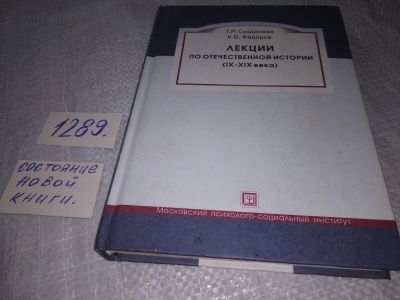 Т.Р. Суздалева
К.В. Федоров
ЛЕКЦИИ
ПО ОТЕЧЕСТВЕННОЙ ИСТОРИИ
(IX-XIX века)
1289.
состояние
новой
книги.
Московский психолого-социальный институт